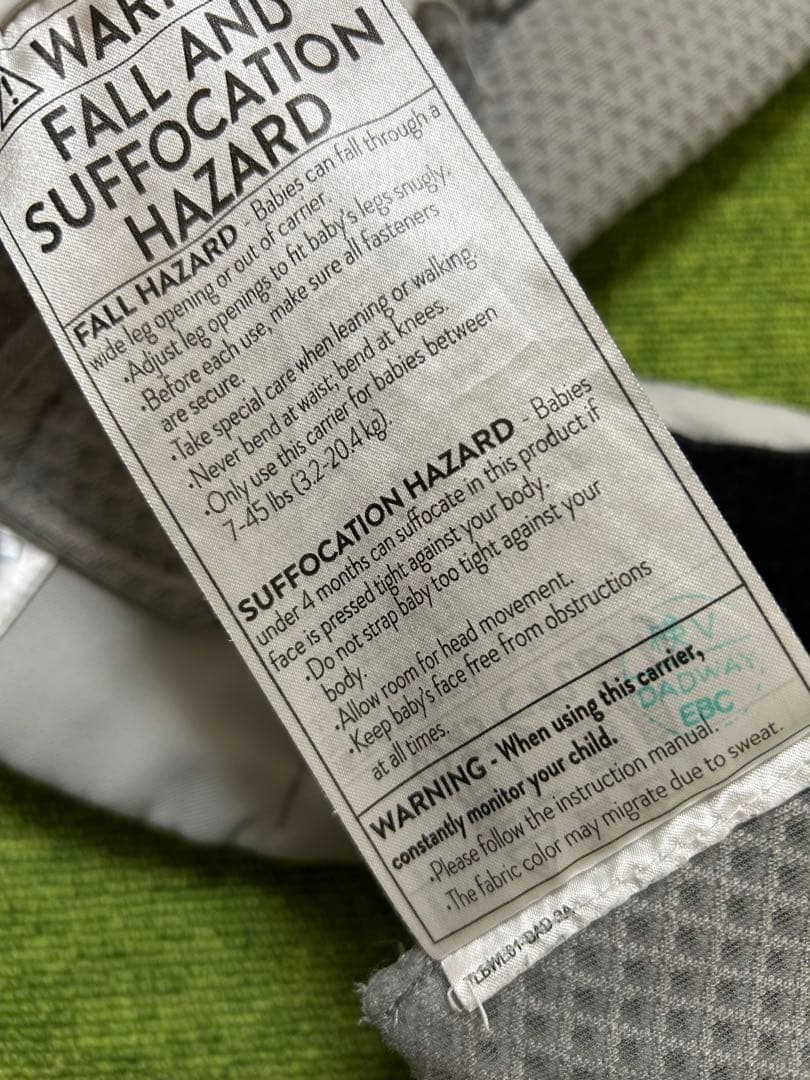 FALL AND
SUFFOCATION
HAZARD
FALL HAZARD - Babies can fall through a
wide leg opening or out of carrier.
•Adjust leg openings to fit baby's legs snugly.
•Before each use, make sure all fasteners
are secure.
•Take special care when leaning or walking.
•Never bend at waist; bend at knees.
•Only use this carrier for babies between
7-45 lbs (3.2-20.4 kg).
SUFFOCATION HAZARD - Babies
under 4 months can suffocate in this product if
face is pressed tight against your body.
•Do not strap baby too tight against your
body.
•Allow room for head movement.
•Keep baby's face free from obstructions
at all times.
DADWAY
EBC
WARNING - When using this carrier,
constantly monitor your child.
•Please follow the instruction manual.
•The fabric color may migrate due to sweat.